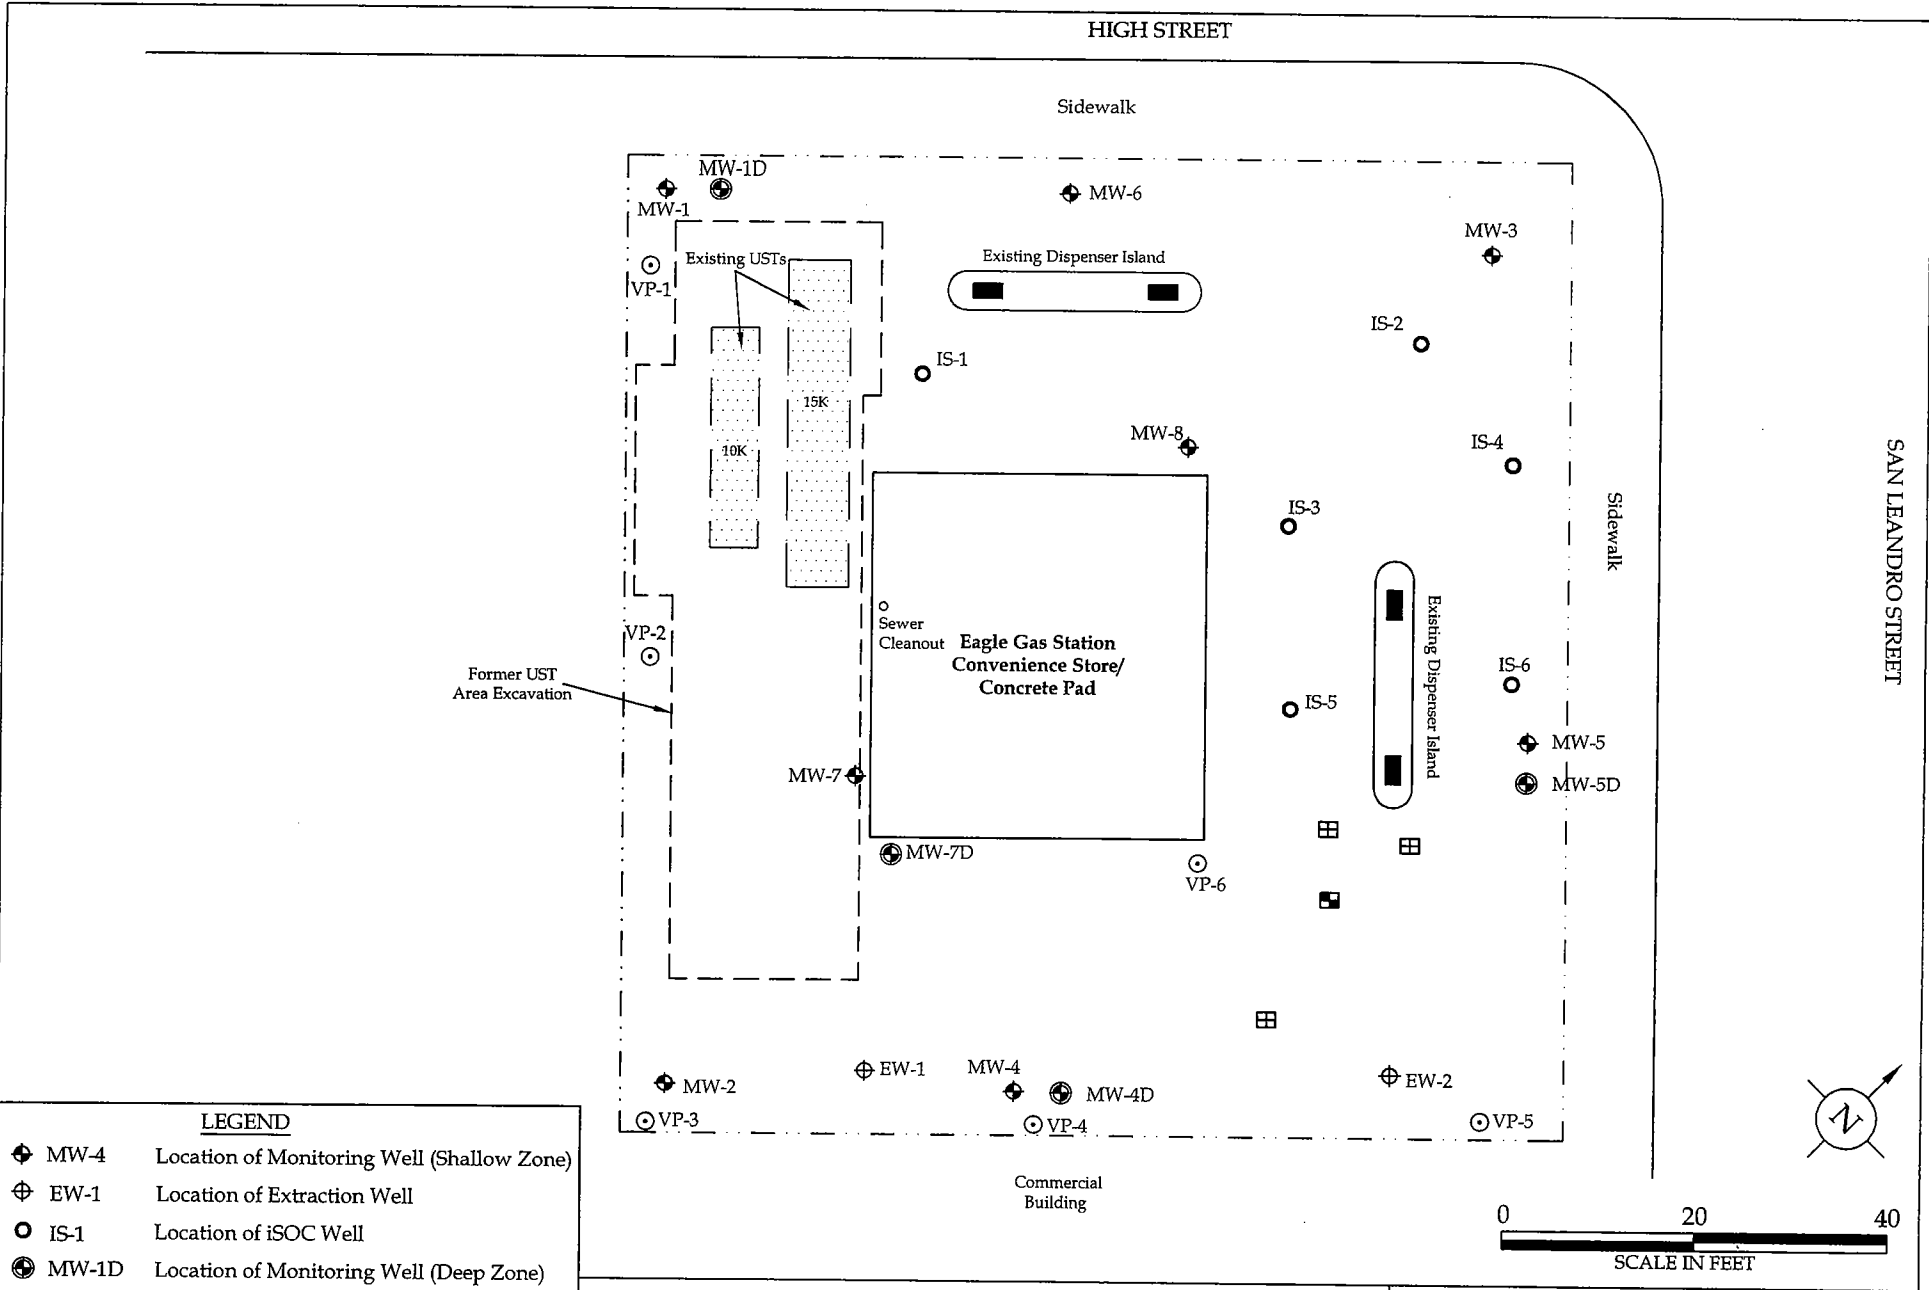 HIGH STREET
Sidewalk
MW-1D
MW-1
MW-6
MW-3
VP-1
Existing USTs
Existing Dispenser Island
IS-2
IS-1
15K
10K
MW-8
IS-4
IS-3
Sidewalk
SAN LEANDRO STREET
VP-2
Sewer
Cleanout
Eagle Gas Station
Convenience Store/
Concrete Pad
Existing Dispenser Island
Former UST
Area Excavation
IS-6
IS-5
MW-5
MW-7
MW-5D
MW-7D
VP-6
MW-2
EW-1
MW-4
MW-4D
EW-2
VP-3
VP-4
VP-5
N
Commercial
Building
LEGEND
MW-4 Location of Monitoring Well (Shallow Zone)
EW-1 Location of Extraction Well
IS-1 Location of iSOC Well
MW-1D Location of Monitoring Well (Deep Zone)
0 20 40
SCALE IN FEET